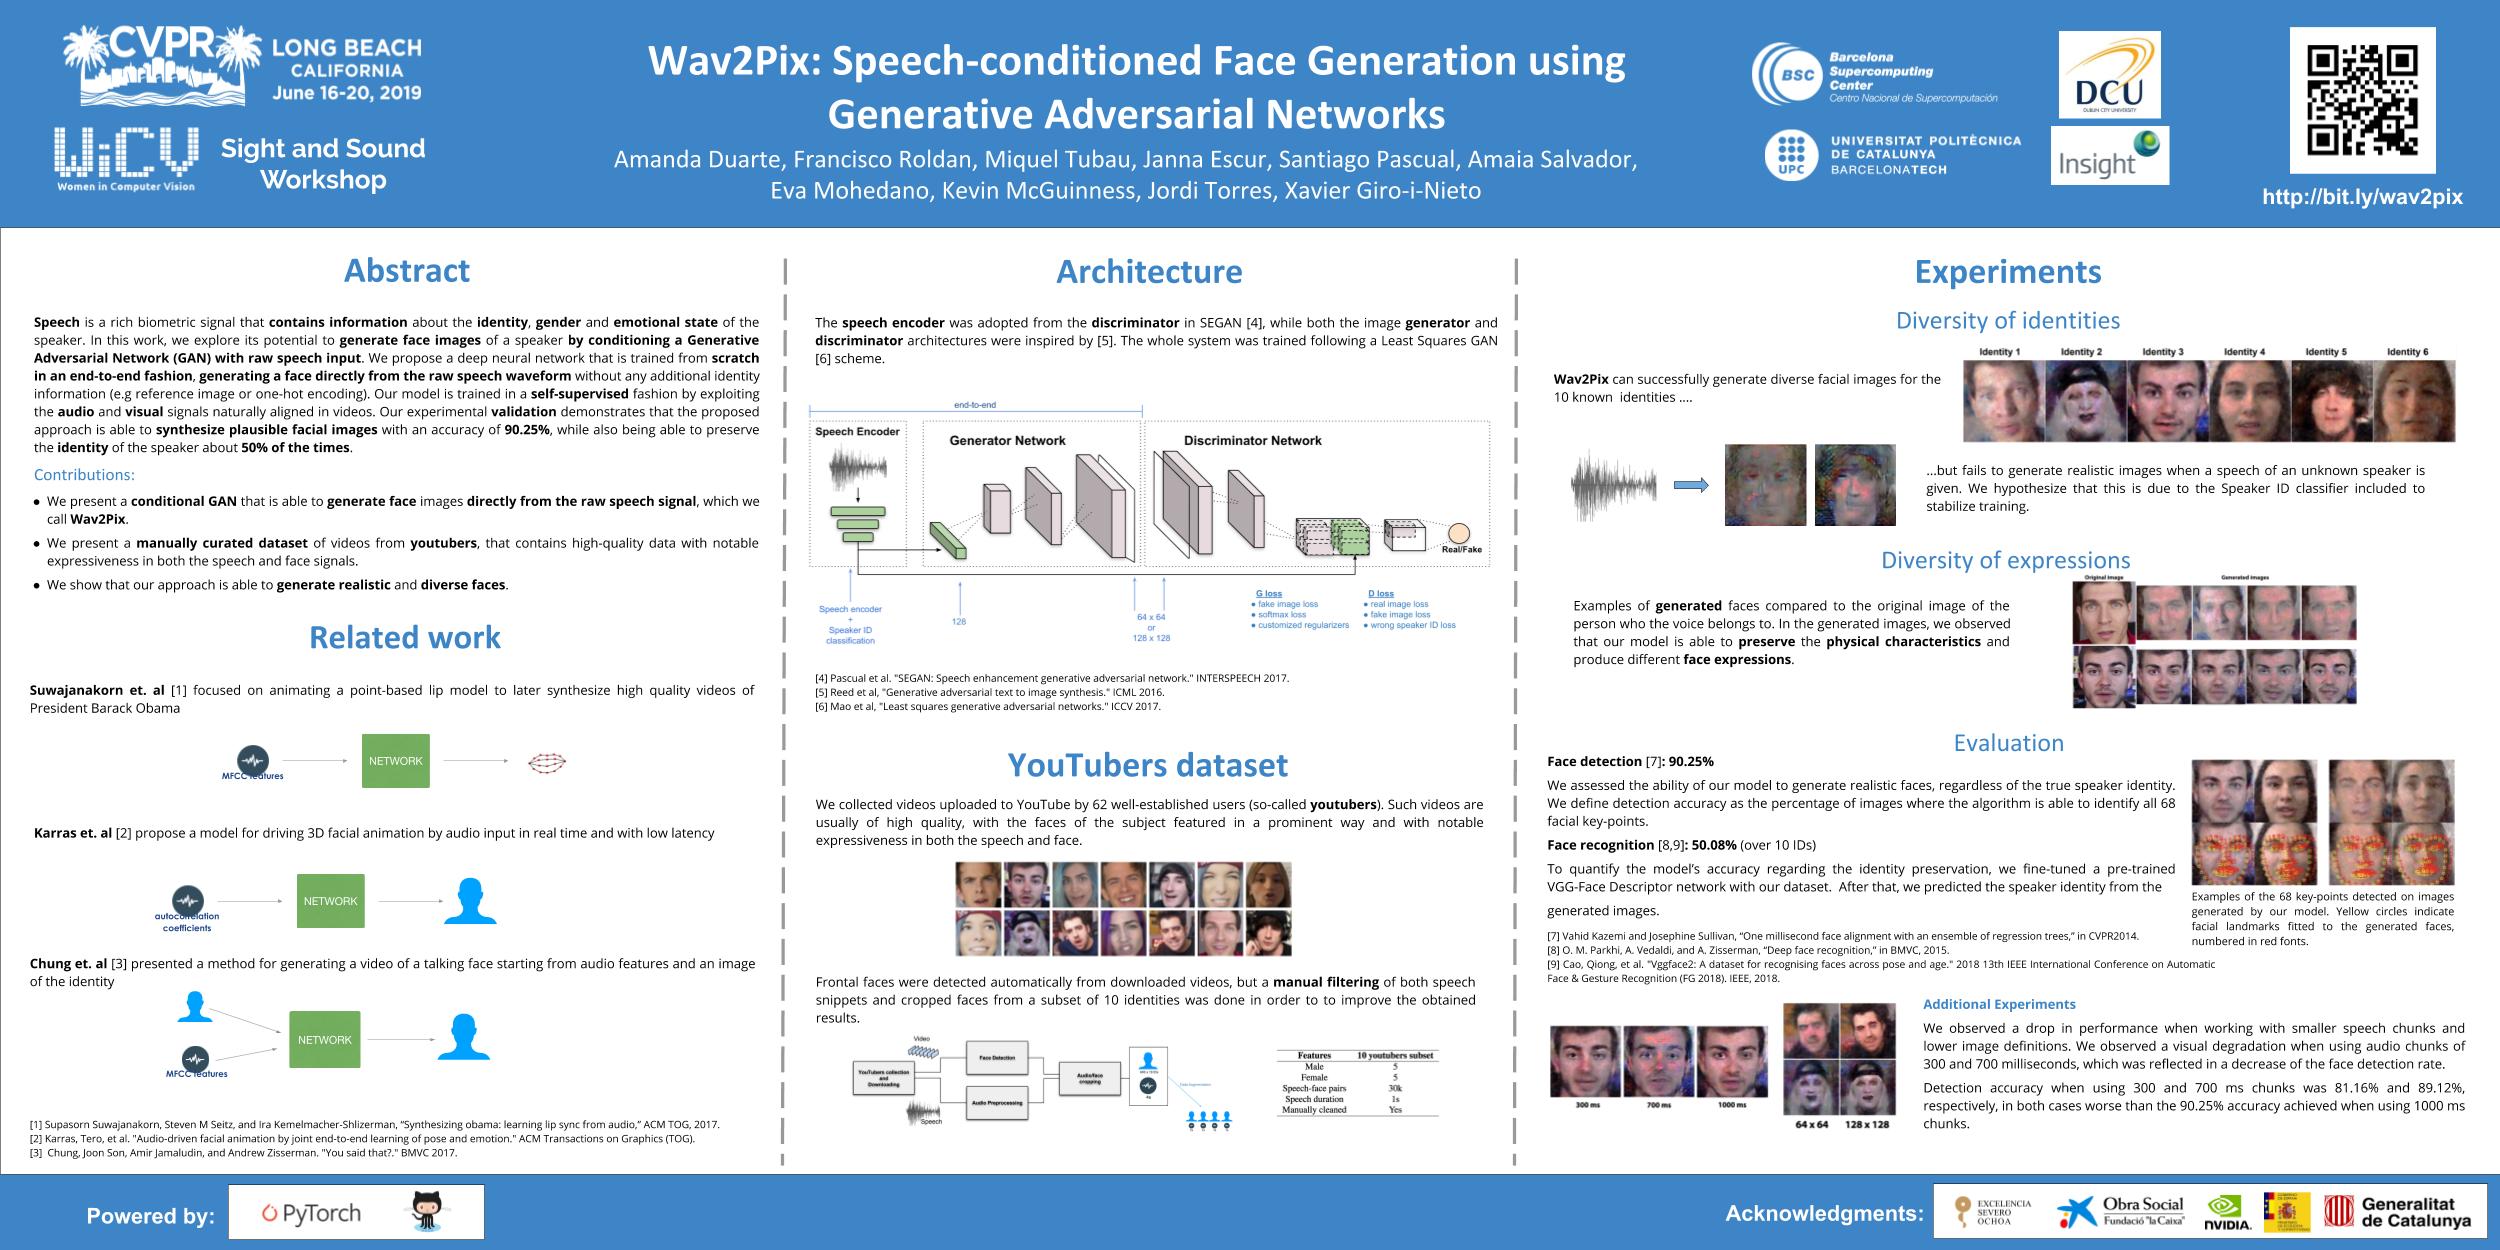 CVPR
LONG BEACH
CALIFORNIA
June 16-20, 2019
WiCV
Women in Computer Vision
Sight and Sound
Workshop
Wav2Pix: Speech-conditioned Face Generation using
Generative Adversarial Networks
Amanda Duarte, Francisco Roldan, Miquel Tubau, Janna Escur, Santiago Pascual, Amaia Salvador,
Eva Mohedano, Kevin McGuinness, Jordi Torres, Xavier Giro-i-Nieto
BSC
Barcelona
Supercomputing
Center
Centro Nacional de Supercomputación
DCU
DUBLIN CITY UNIVERSITY
UPC
UNIVERSITAT POLITÈCNICA
DE CATALUNYA
BARCELONATECH
Insight
http://bit.ly/wav2pix
Abstract
Speech is a rich biometric signal that contains information about the identity, gender and emotional state of the
speaker. In this work, we explore its potential to generate face images of a speaker by conditioning a Generative
Adversarial Network (GAN) with raw speech input. We propose a deep neural network that is trained from scratch
in an end-to-end fashion, generating a face directly from the raw speech waveform without any additional identity
information (e.g reference image or one-hot encoding). Our model is trained in a self-supervised fashion by exploiting
the audio and visual signals naturally aligned in videos. Our experimental validation demonstrates that the proposed
approach is able to synthesize plausible facial images with an accuracy of 90.25%, while also being able to preserve
the identity of the speaker about 50% of the times.
Contributions:
● We present a conditional GAN that is able to generate face images directly from the raw speech signal, which we
call Wav2Pix.
● We present a manually curated dataset of videos from youtubers, that contains high-quality data with notable
expressiveness in both the speech and face signals.
● We show that our approach is able to generate realistic and diverse faces.
Related work
Suwajanakorn et. al [1] focused on animating a point-based lip model to later synthesize high quality videos of
President Barack Obama
MFCC features
NETWORK
Karras et. al [2] propose a model for driving 3D facial animation by audio input in real time and with low latency
autocorrelation
coefficients
NETWORK
Chung et. al [3] presented a method for generating a video of a talking face starting from audio features and an image
of the identity
NETWORK
MFCC features
[1] Supasorn Suwajanakorn, Steven M Seitz, and Ira Kemelmacher-Shlizerman, “Synthesizing obama: learning lip sync from audio,” ACM TOG, 2017.
[2] Karras, Tero, et al. "Audio-driven facial animation by joint end-to-end learning of pose and emotion." ACM Transactions on Graphics (TOG).
[3] Chung, Joon Son, Amir Jamaludin, and Andrew Zisserman. "You said that?." BMVC 2017.
Architecture
The speech encoder was adopted from the discriminator in SEGAN [4], while both the image generator and
discriminator architectures were inspired by [5]. The whole system was trained following a Least Squares GAN
[6] scheme.
end-to-end
Speech Encoder
Generator Network
Discriminator Network
Real/Fake
Speech encoder
+
Speaker ID
classification
128
64 x 64
or
128 x 128
G loss
● fake image loss
● softmax loss
● customized regularizers
D loss
● real image loss
● fake image loss
● wrong speaker ID loss
[4] Pascual et al. "SEGAN: Speech enhancement generative adversarial network." INTERSPEECH 2017.
[5] Reed et al, "Generative adversarial text to image synthesis." ICML 2016.
[6] Mao et al, "Least squares generative adversarial networks." ICCV 2017.
YouTubers dataset
We collected videos uploaded to YouTube by 62 well-established users (so-called youtubers). Such videos are
usually of high quality, with the faces of the subject featured in a prominent way and with notable
expressiveness in both the speech and face.
Frontal faces were detected automatically from downloaded videos, but a manual filtering of both speech
snippets and cropped faces from a subset of 10 identities was done in order to to improve the obtained
results.
Video
YouTubers collection
and
Downloading
Speech
Face Detection
Audio Preprocessing
Audio/face
cropping
Features 10 youtubers subset
Male 5
Female 5
Speech-face pairs 30k
Speech duration 1s
Manually cleaned Yes
Experiments
Diversity of identities
Wav2Pix can successfully generate diverse facial images for the
10 known identities ....
Identity 1 Identity 2 Identity 3 Identity 4 Identity 5 Identity 6
...but fails to generate realistic images when a speech of an unknown speaker is
given. We hypothesize that this is due to the Speaker ID classifier included to
stabilize training.
Diversity of expressions
Examples of generated faces compared to the original image of the
person who the voice belongs to. In the generated images, we observed
that our model is able to preserve the physical characteristics and
produce different face expressions.
Original image Generated images
Evaluation
Face detection [7]: 90.25%
We assessed the ability of our model to generate realistic faces, regardless of the true speaker identity.
We define detection accuracy as the percentage of images where the algorithm is able to identify all 68
facial key-points.
Face recognition [8,9]: 50.08% (over 10 IDs)
To quantify the model’s accuracy regarding the identity preservation, we fine-tuned a pre-trained
VGG-Face Descriptor network with our dataset. After that, we predicted the speaker identity from the
generated images.
Examples of the 68 key-points detected on images
generated by our model. Yellow circles indicate
facial landmarks fitted to the generated faces,
numbered in red fonts.
[7] Vahid Kazemi and Josephine Sullivan, “One millisecond face alignment with an ensemble of regression trees,” in CVPR2014.
[8] O. M. Parkhi, A. Vedaldi, and A. Zisserman, “Deep face recognition,” in BMVC, 2015.
[9] Cao, Qiong, et al. "Vggface2: A dataset for recognising faces across pose and age." 2018 13th IEEE International Conference on Automatic
Face & Gesture Recognition (FG 2018). IEEE, 2018.
300 ms 700 ms 1000 ms
64 x 64 128 x 128
Additional Experiments
We observed a drop in performance when working with smaller speech chunks and
lower image definitions. We observed a visual degradation when using audio chunks of
300 and 700 milliseconds, which was reflected in a decrease of the face detection rate.
Detection accuracy when using 300 and 700 ms chunks was 81.16% and 89.12%,
respectively, in both cases worse than the 90.25% accuracy achieved when using 1000 ms
chunks.
Powered by:
PyTorch
Acknowledgments:
EXCELENCIA
SEVERO
OCHOA
Obra Social
Fundació "la Caixa"
NVIDIA.
Generalitat
de Catalunya